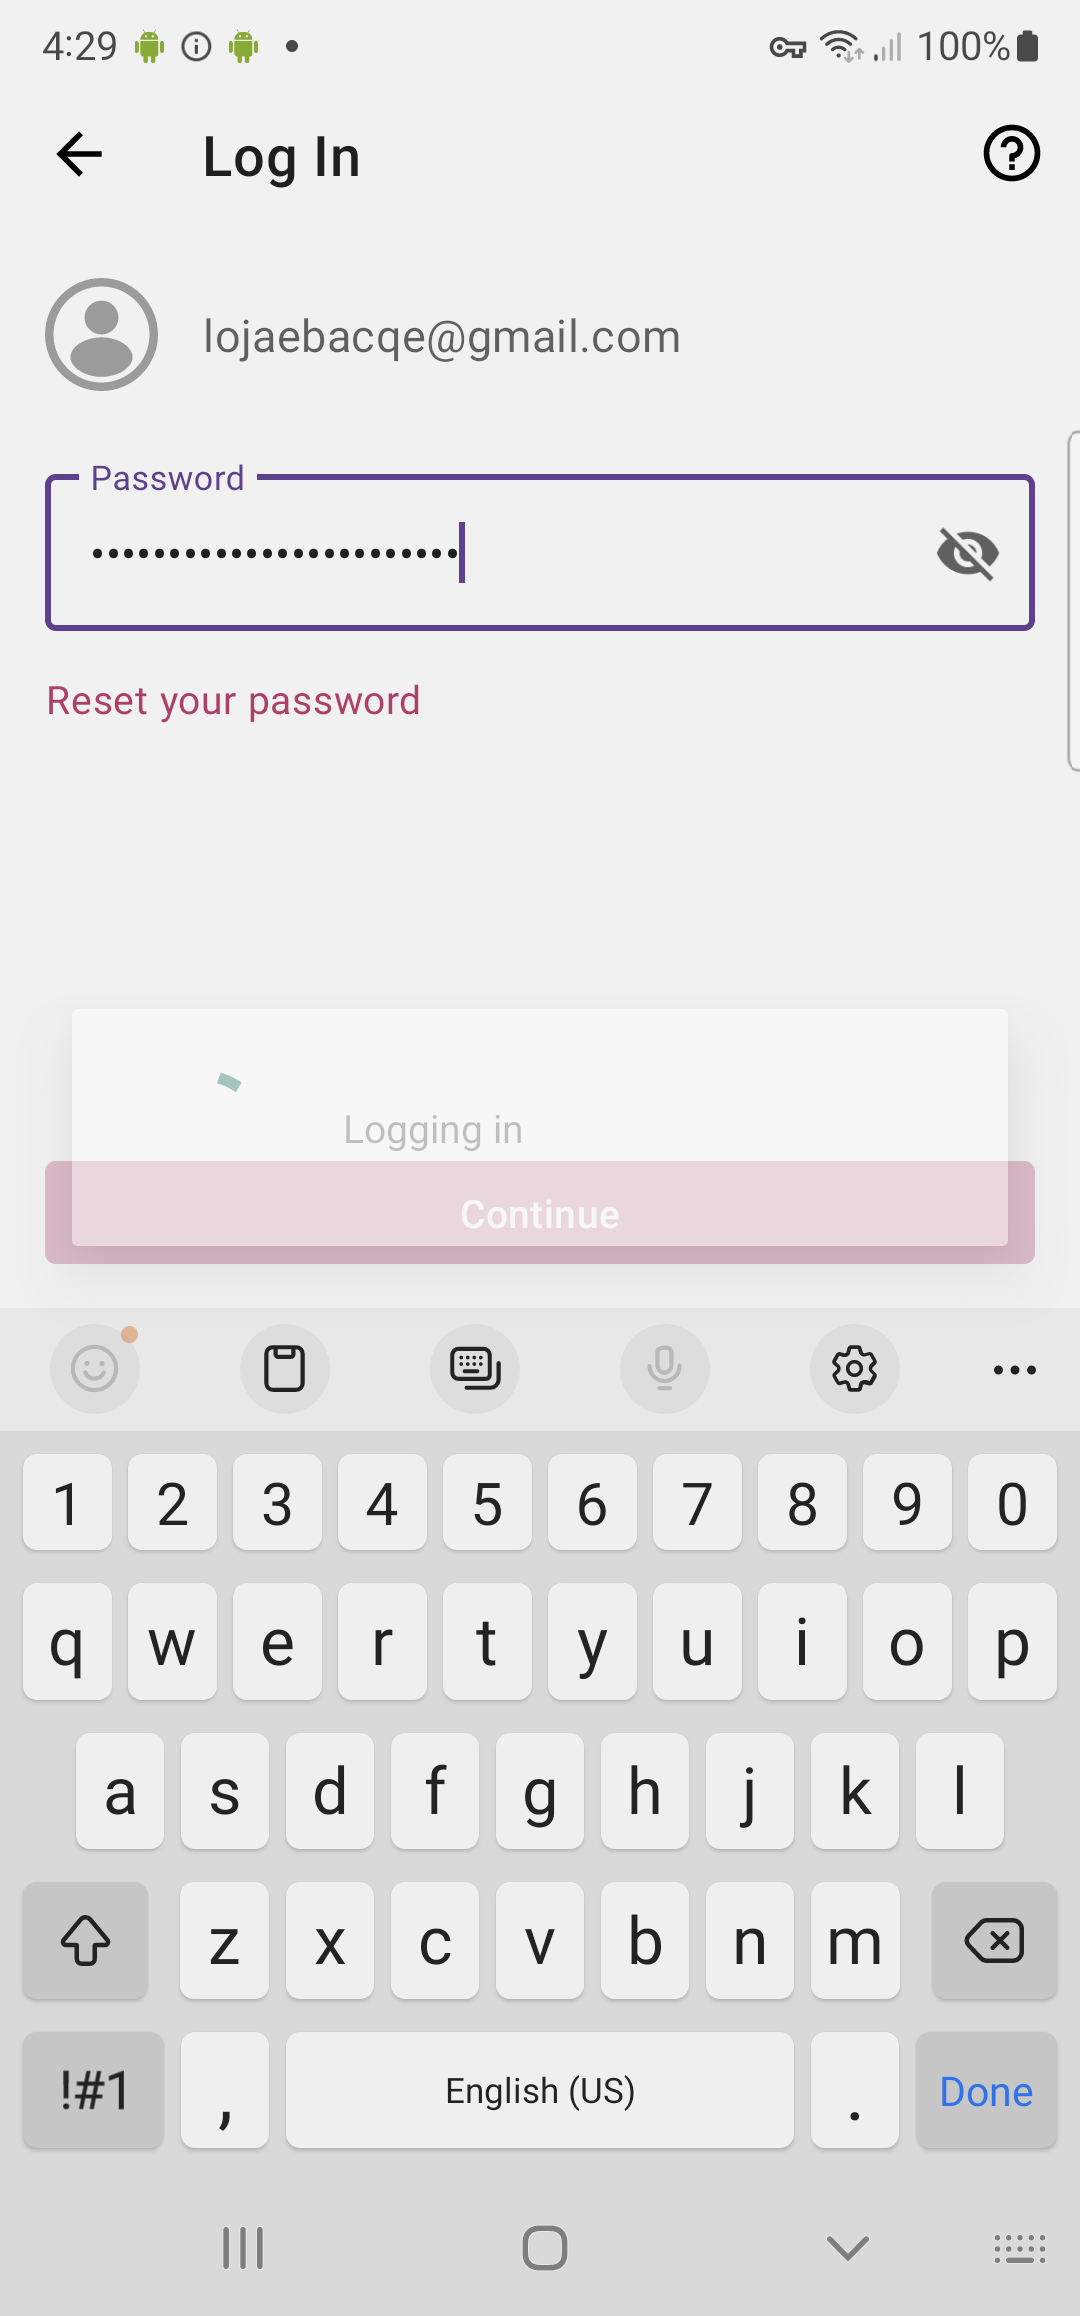 4:29
100%
Log In
lojaebacqe@gmail.com
Password
••••••••••••••••••••••••
Reset your password
Logging in
Continue
1 2 3 4 5 6 7 8 9 0
q w e r t y u i o p
a s d f g h j k l
z x c v b n m
!#1 , English (US) . Done